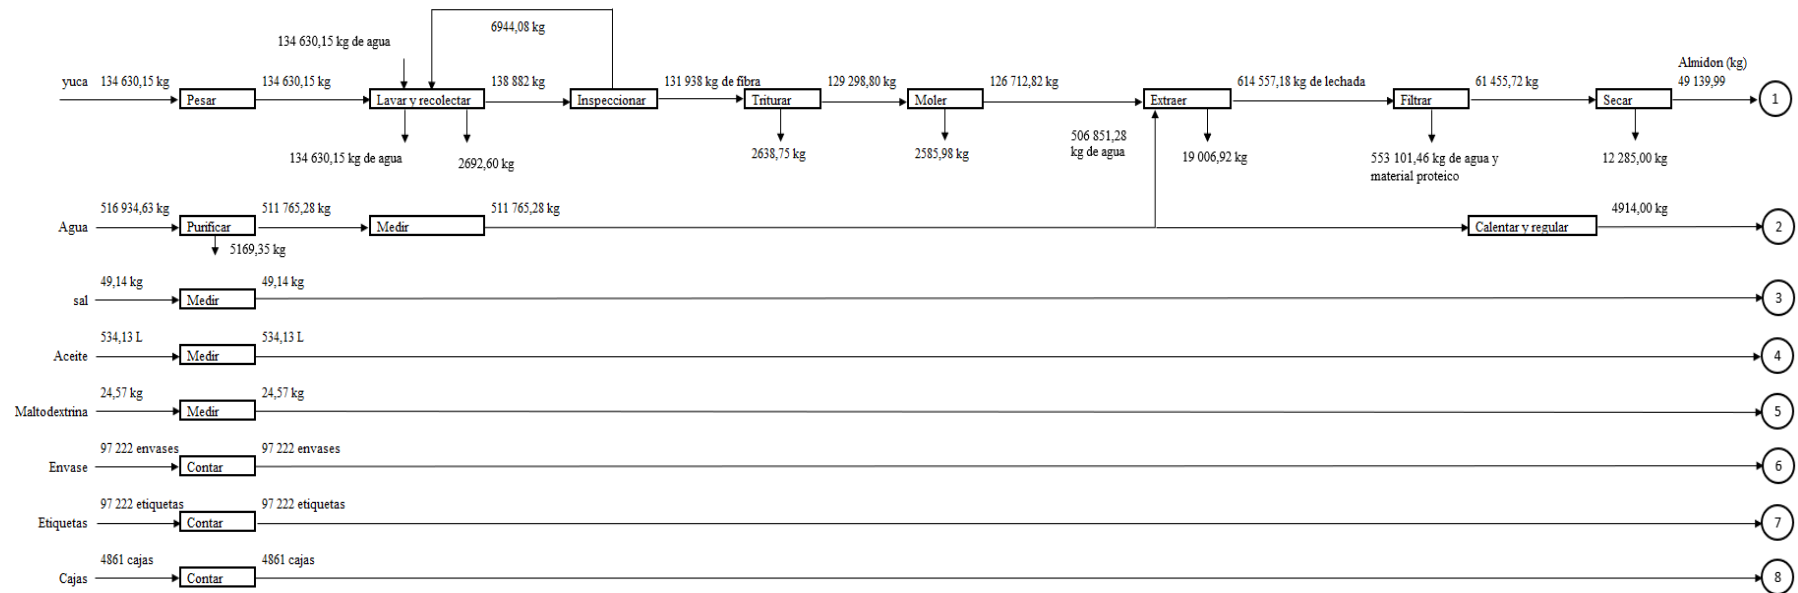 6944,08 kg
134 630,15 kg de agua
yuca 134 630,15 kg 134 630,15 kg 138 882 kg 131 938 kg de fibra 129 298,80 kg 126 712,82 kg 614 557,18 kg de lechada 61 455,72 kg Almidon (kg)
49 139,99
Pesar Lavar y recolectar Inspeccionar Triturar Moler Extraer Filtrar Secar 1
134 630,15 kg de agua 2692,60 kg 2638,75 kg 2585,98 kg 506 851,28
kg de agua 19 006,92 kg 553 101,46 kg de agua y
material proteico 12 285,00 kg
516 934,63 kg 511 765,28 kg 511 765,28 kg 4914,00 kg
Agua Purificar Medir Calentar y regular 2
5169,35 kg
49,14 kg 49,14 kg
sal Medir 3
534,13 L 534,13 L
Aceite Medir 4
24,57 kg 24,57 kg
Maltodextrina Medir 5
97 222 envases 97 222 envases
Envase Contar 6
97 222 etiquetas 97 222 etiquetas
Etiquetas Contar 7
4861 cajas 4861 cajas
Cajas Contar 8